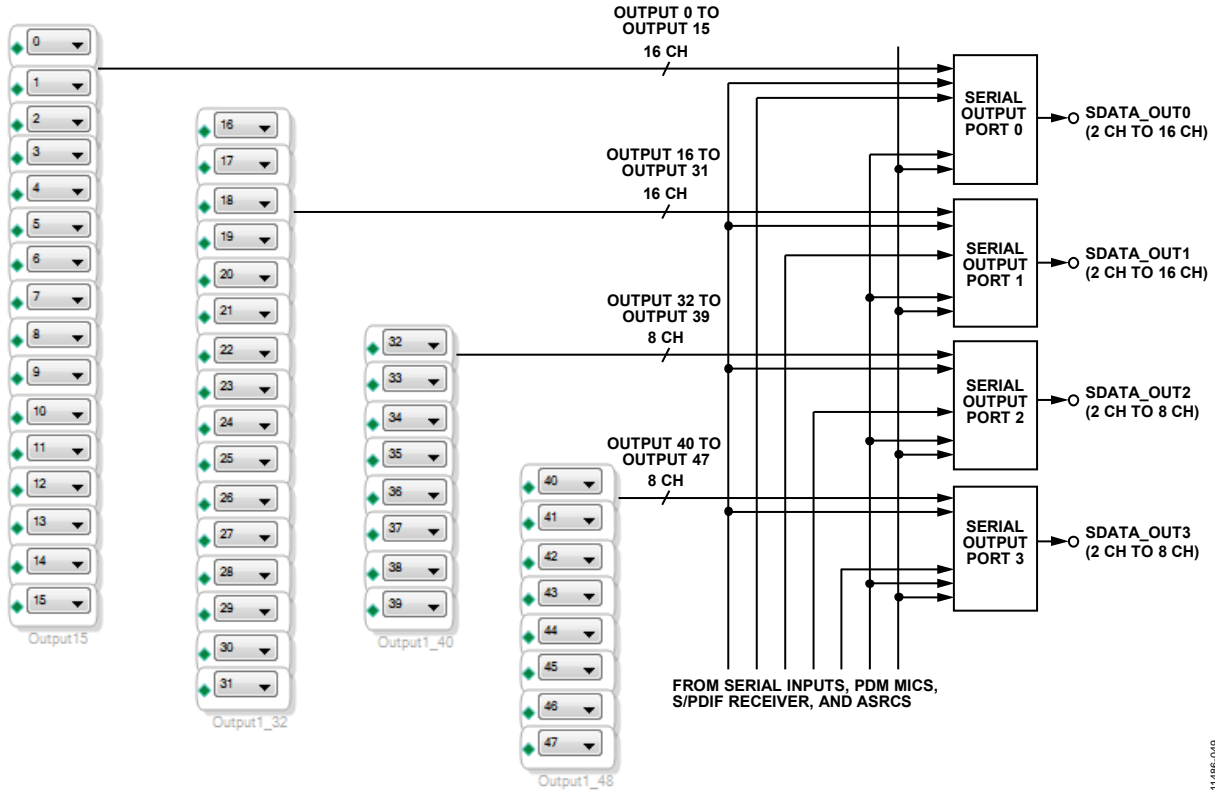 0
1
2
3
4
5
6
7
8
9
10
11
12
13
14
15
Output15
16
17
18
19
20
21
22
23
24
25
26
27
28
29
30
31
Output1_32
32
33
34
35
36
37
38
39
Output1_40
40
41
42
43
44
45
46
47
Output1_48
OUTPUT 0 TO
OUTPUT 15
16 CH
OUTPUT 16 TO
OUTPUT 31
16 CH
OUTPUT 32 TO
OUTPUT 39
8 CH
OUTPUT 40 TO
OUTPUT 47
8 CH
SERIAL
OUTPUT
PORT 0
SDATA_OUT0
(2 CH TO 16 CH)
SERIAL
OUTPUT
PORT 1
SDATA_OUT1
(2 CH TO 16 CH)
SERIAL
OUTPUT
PORT 2
SDATA_OUT2
(2 CH TO 8 CH)
SERIAL
OUTPUT
PORT 3
SDATA_OUT3
(2 CH TO 8 CH)
FROM SERIAL INPUTS, PDM MICS,
S/PDIF RECEIVER, AND ASRCS
11486-049